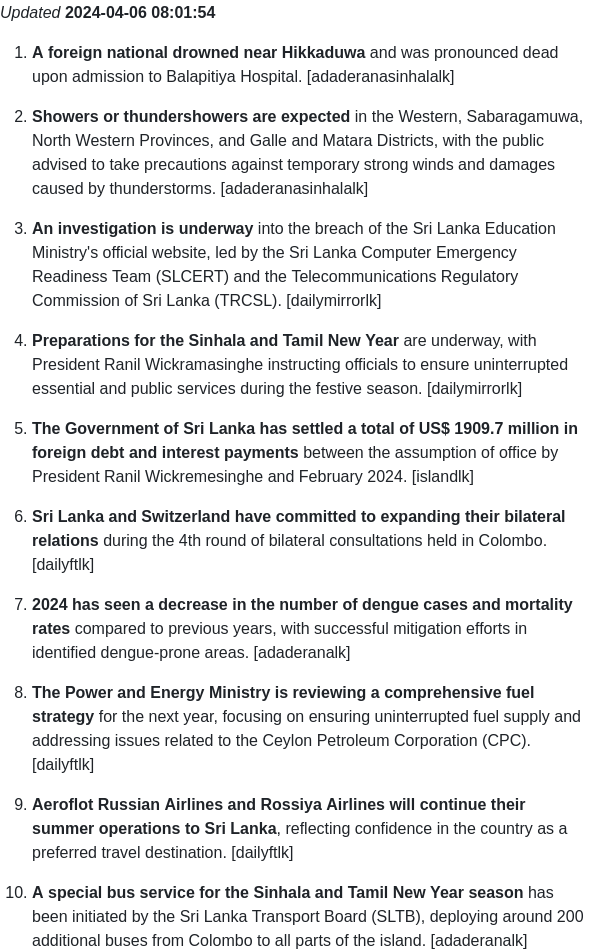 Updated 2024-04-06 08:01:54
1. A foreign national drowned near Hikkaduwa and was pronounced dead
upon admission to Balapitiya Hospital. [adaderanasinhalalk]
2. Showers or thundershowers are expected in the Western, Sabaragamuwa,
North Western Provinces, and Galle and Matara Districts, with the public
advised to take precautions against temporary strong winds and damages
caused by thunderstorms. [adaderanasinhalalk]
3. An investigation is underway into the breach of the Sri Lanka Education
Ministry's official website, led by the Sri Lanka Computer Emergency
Readiness Team (SLCERT) and the Telecommunications Regulatory
Commission of Sri Lanka (TRCSL). [dailymirrorlk]
4. Preparations for the Sinhala and Tamil New Year are underway, with
President Ranil Wickramasinghe instructing officials to ensure uninterrupted
essential and public services during the festive season. [dailymirrorlk]
5. The Government of Sri Lanka has settled a total of US$ 1909.7 million in
foreign debt and interest payments between the assumption of office by
President Ranil Wickremesinghe and February 2024. [islandlk]
6. Sri Lanka and Switzerland have committed to expanding their bilateral
relations during the 4th round of bilateral consultations held in Colombo.
[dailyftlk]
7. 2024 has seen a decrease in the number of dengue cases and mortality
rates compared to previous years, with successful mitigation efforts in
identified dengue-prone areas. [adaderanalk]
8. The Power and Energy Ministry is reviewing a comprehensive fuel
strategy for the next year, focusing on ensuring uninterrupted fuel supply and
addressing issues related to the Ceylon Petroleum Corporation (CPC).
[dailyftlk]
9. Aeroflot Russian Airlines and Rossiya Airlines will continue their
summer operations to Sri Lanka, reflecting confidence in the country as a
preferred travel destination. [dailyftlk]
10. A special bus service for the Sinhala and Tamil New Year season has
been initiated by the Sri Lanka Transport Board (SLTB), deploying around 200
additional buses from Colombo to all parts of the island. [adaderanalk]